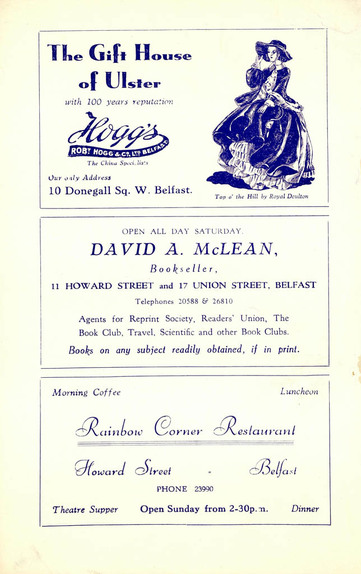 The Gift House
of Ulster
with 100 years reputation
Hogg's
ROBT HOGG & CO. LTD BELFAST
The China Specialists
Our only Address
10 Donegall Sq. W. Belfast.
Top o' the Hill by Royal Doulton
OPEN ALL DAY SATURDAY.
DAVID A. McLEAN,
Bookseller,
11 HOWARD STREET and 17 UNION STREET, BELFAST
Telephones 20588 & 26810
Agents for Reprint Society, Readers' Union, The
Book Club, Travel, Scientific and other Book Clubs.
Books on any subject readily obtained, if in print.
Morning Coffee Luncheon
Rainbow Corner Restaurant
Howard Street - Belfast
PHONE 23990
Theatre Supper Open Sunday from 2-30p.m. Dinner